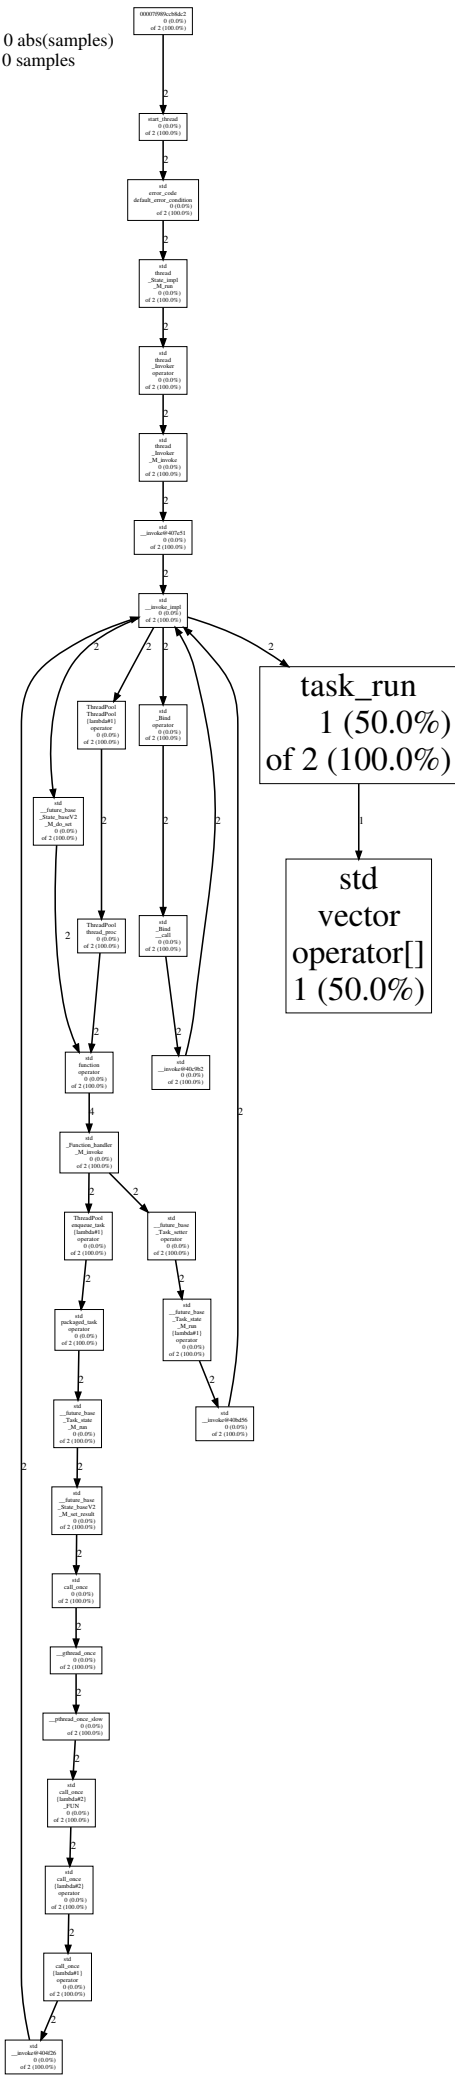 00007f989ccb8dc2
0 (0.0%)
of 2 (100.0%)
0 abs(samples)
0 samples
2
start_thread
0 (0.0%)
of 2 (100.0%)
2
std
error_code
default_error_condition
0 (0.0%)
of 2 (100.0%)
2
std
thread
_State_impl
_M_run
0 (0.0%)
of 2 (100.0%)
2
std
thread
_Invoker
operator
0 (0.0%)
of 2 (100.0%)
2
std
thread
_Invoker
_M_invoke
0 (0.0%)
of 2 (100.0%)
2
std
__invoke@407e51
0 (0.0%)
of 2 (100.0%)
2
std
__invoke_impl
0 (0.0%)
of 2 (100.0%)
2
2
2
2
task_run
1 (50.0%)
of 2 (100.0%)
ThreadPool
ThreadPool
{lambda#1}
operator
0 (0.0%)
of 2 (100.0%)
std
_Bind
operator
0 (0.0%)
of 2 (100.0%)
std
__future_base
_State_baseV2
_M_do_set
0 (0.0%)
of 2 (100.0%)
2
2
2
1
std
vector
operator[]
1 (50.0%)
ThreadPool
thread_proc
0 (0.0%)
of 2 (100.0%)
std
_Bind
__call
0 (0.0%)
of 2 (100.0%)
2
2
2
std
function
operator
0 (0.0%)
of 2 (100.0%)
std
__invoke@40c9b2
0 (0.0%)
of 2 (100.0%)
4
2
std
_Function_handler
_M_invoke
0 (0.0%)
of 2 (100.0%)
2
2
ThreadPool
enqueue_task
{lambda#1}
operator
0 (0.0%)
of 2 (100.0%)
std
__future_base
_Task_setter
operator
0 (0.0%)
of 2 (100.0%)
2
2
std
packaged_task
operator
0 (0.0%)
of 2 (100.0%)
std
__future_base
_Task_state
_M_run
{lambda#1}
operator
0 (0.0%)
of 2 (100.0%)
2
2
std
__future_base
_Task_state
_M_run
0 (0.0%)
of 2 (100.0%)
std
__invoke@40bd56
0 (0.0%)
of 2 (100.0%)
2
2
std
__future_base
_State_baseV2
_M_set_result
0 (0.0%)
of 2 (100.0%)
2
std
call_once
0 (0.0%)
of 2 (100.0%)
2
__gthread_once
0 (0.0%)
of 2 (100.0%)
2
__pthread_once_slow
0 (0.0%)
of 2 (100.0%)
2
std
call_once
{lambda#2}
_FUN
0 (0.0%)
of 2 (100.0%)
2
std
call_once
{lambda#2}
operator
0 (0.0%)
of 2 (100.0%)
2
std
call_once
{lambda#1}
operator
0 (0.0%)
of 2 (100.0%)
2
std
__invoke@404f26
0 (0.0%)
of 2 (100.0%)